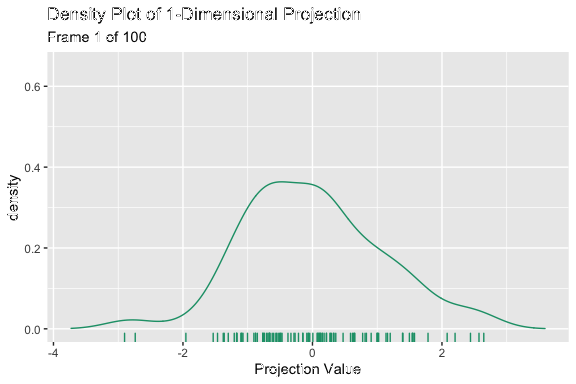 Density Plot of 1-Dimensional Projection
Frame 1 of 100
0.6
0.4
0.2
0.0
density
-4
-2
0
2
Projection Value